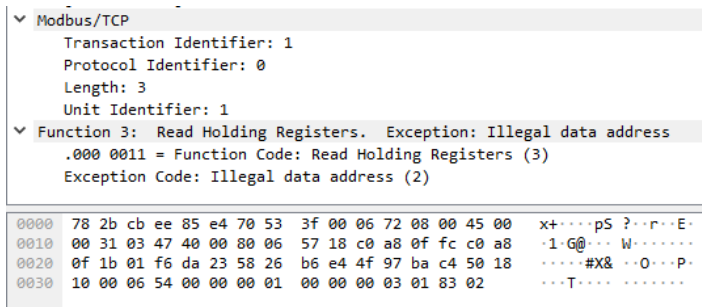 Modbus/TCP
Transaction Identifier: 1
Protocol Identifier: 0
Length: 3
Unit Identifier: 1
Function 3:  Read Holding Registers.  Exception: Illegal data address
.000 0011 = Function Code: Read Holding Registers (3)
Exception Code: Illegal data address (2)
0000 78 2b cb ee 85 e4 70 53 3f 00 06 72 08 00 45 00 x+····pS ?··r··E·
0010 00 31 03 47 40 00 80 06 57 18 c0 a8 0f fc c0 a8 ·1·G@··· W·······
0020 0f 1b 01 f6 da 23 58 26 b6 e4 4f 97 ba c4 50 18 ·····#X& ··O···P·
0030 10 00 06 54 00 00 00 01 00 00 00 03 01 83 02 ···T···· ·······